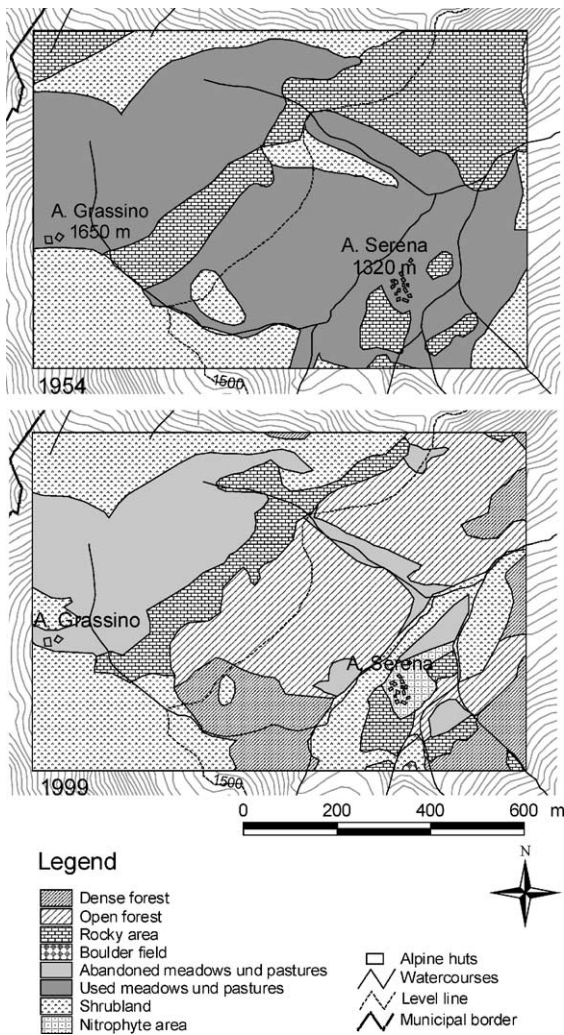 A. Grassino
1650 m
A. Serena
1320 m
1500
1954
A. Grassino
A. Serena
1500
1999
0 200 400 600 m
Legend
N
Dense forest
Open forest
Rocky area
Boulder field
Abandoned meadows und pastures
Used meadows und pastures
Shrubland
Nitrophyte area
Alpine huts
Watercourses
Level line
Municipal border